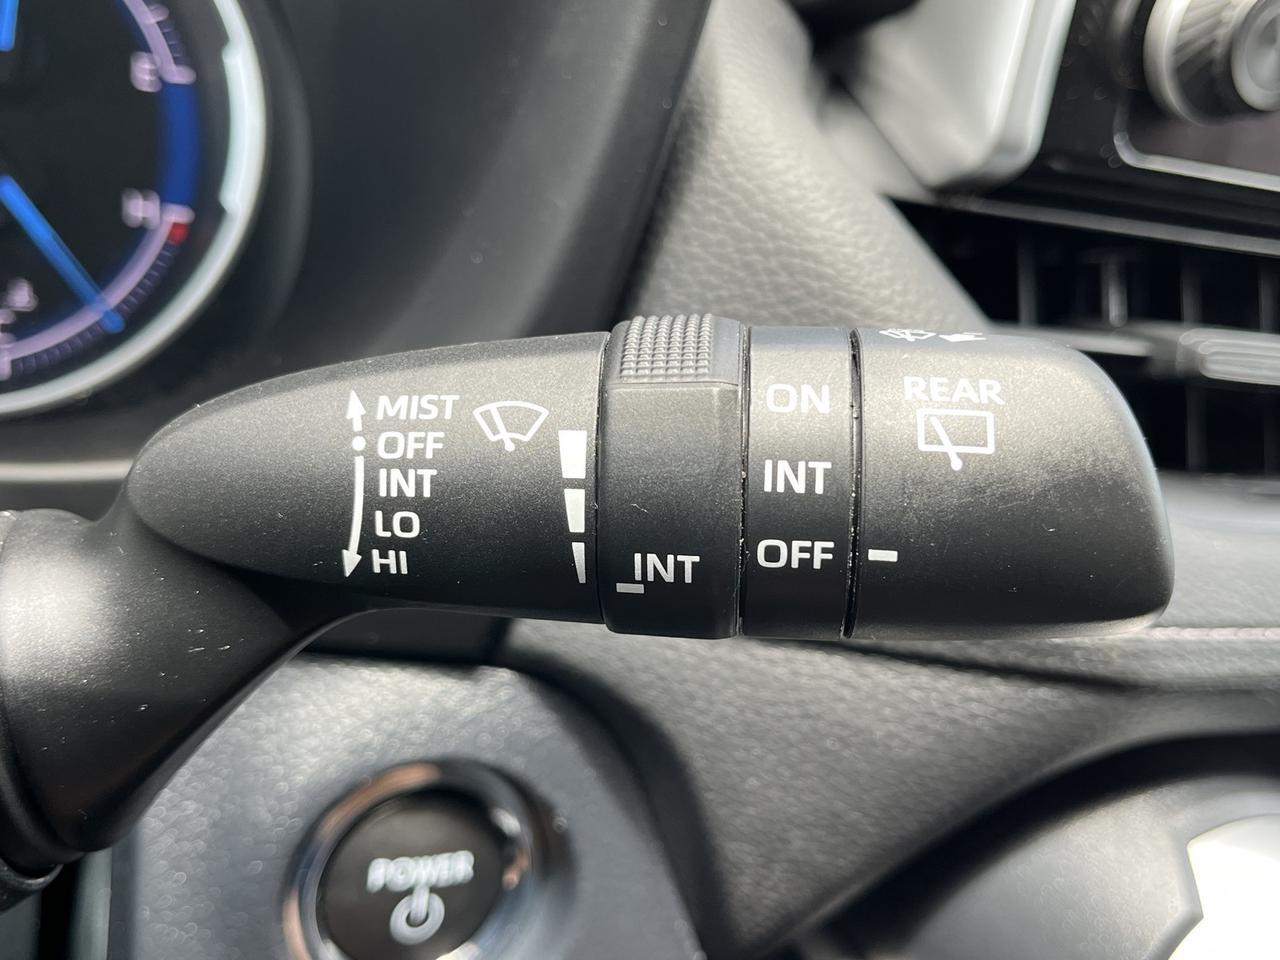 MIST
OFF
INT
LO
HI
INT
ON
INT
OFF
REAR
POWER